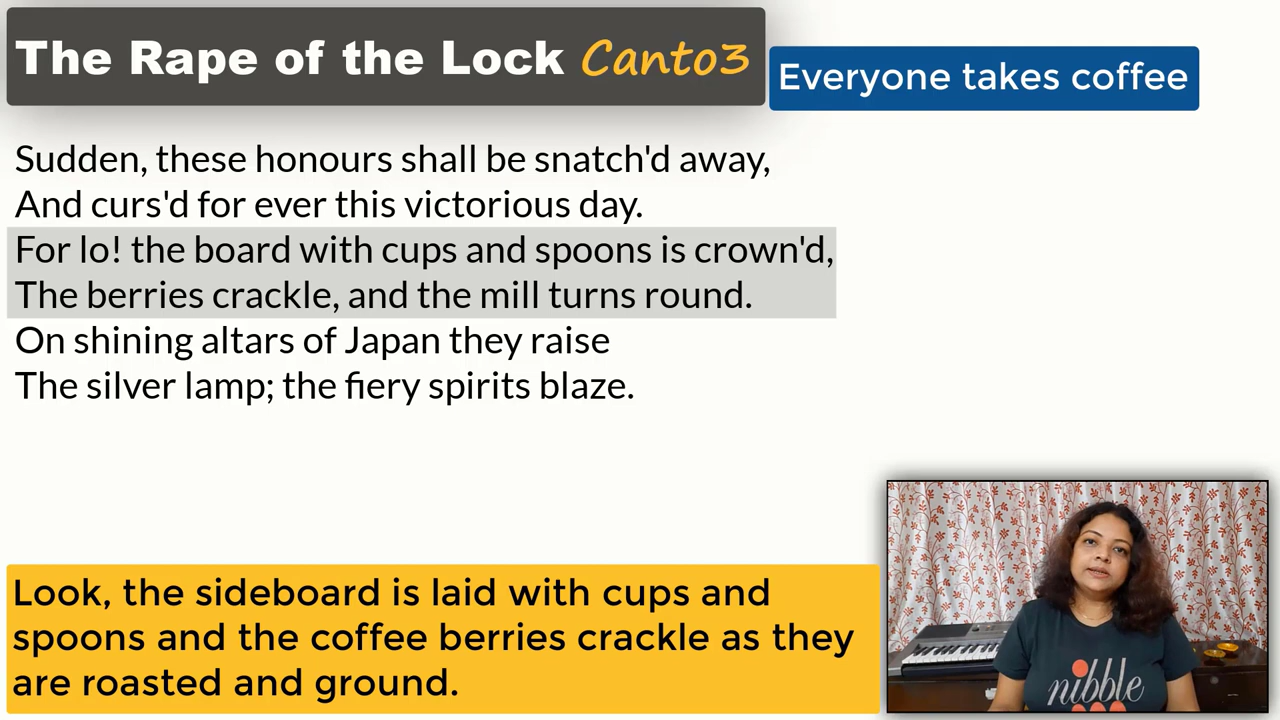 The Rape of the Lock Canto3
Everyone takes coffee
Sudden, these honours shall be snatch'd away,
And curs'd for ever this victorious day.
For lo! the board with cups and spoons is crown'd,
The berries crackle, and the mill turns round.
On shining altars of Japan they raise
The silver lamp; the fiery spirits blaze.
Look, the sideboard is laid with cups and
spoons and the coffee berries crackle as they
are roasted and ground.
nibble